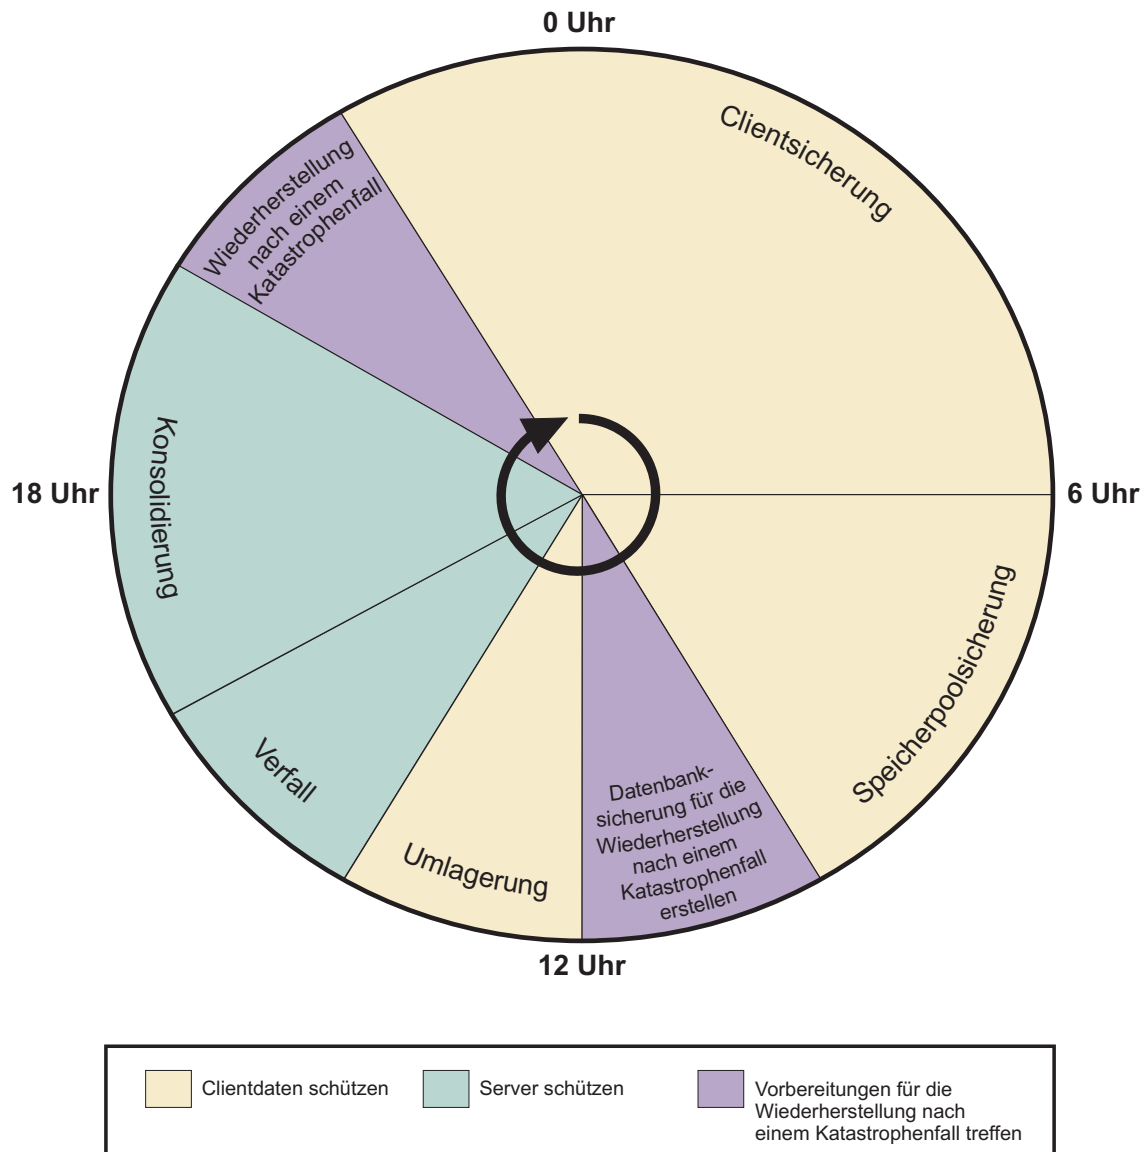 0 Uhr
Clientsicherung
Wiederherstellung
nach einem
Katastrophenfall
Konsolidierung
18 Uhr
6 Uhr
Speicherpoolsicherung
Verfall
Umlagerung
Datenbank-
sicherung für die
Wiederherstellung
nach einem
Katastrophenfall
erstellen
12 Uhr
Clientdaten schützen
Server schützen
Vorbereitungen für die
Wiederherstellung nach
einem Katastrophenfall treffen